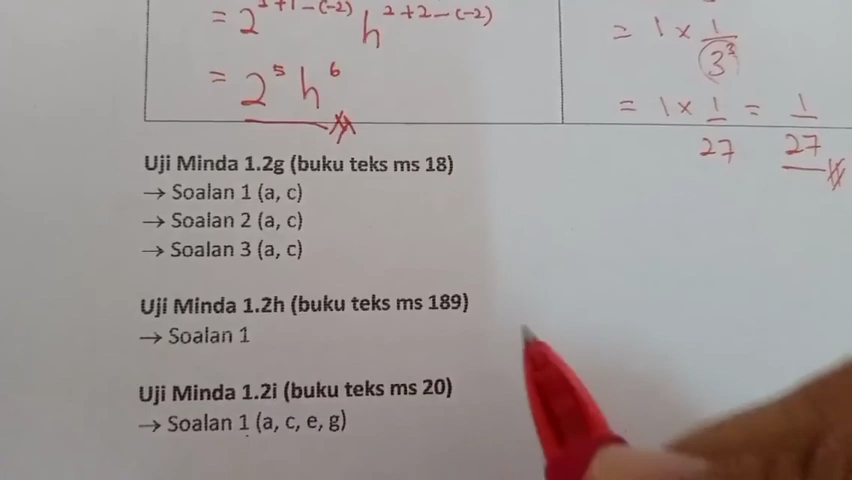 = 2^5 h^6
= 1 × 1/3^3
= 1 × 1/27 = 1/27
Uji Minda 1.2g (buku teks ms 18)
→ Soalan 1 (a, c)
→ Soalan 2 (a, c)
→ Soalan 3 (a, c)
Uji Minda 1.2h (buku teks ms 189)
→ Soalan 1
Uji Minda 1.2i (buku teks ms 20)
→ Soalan 1 (a, c, e, g)